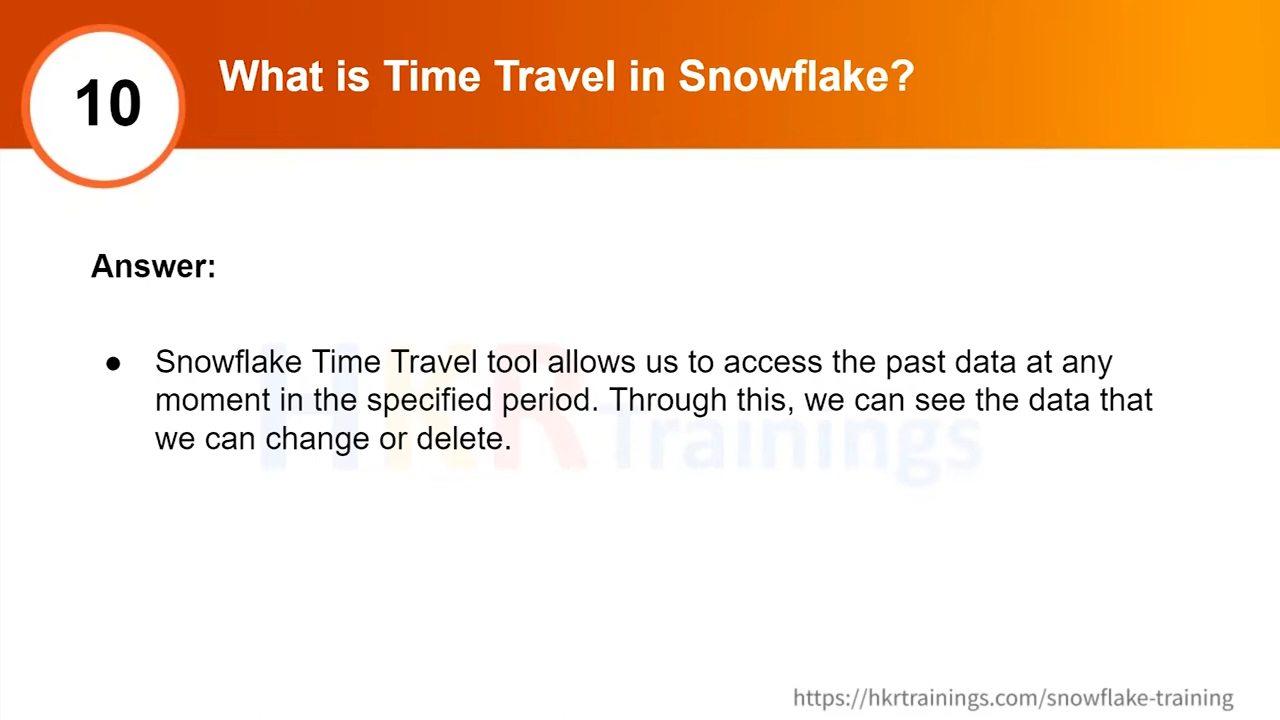 10
What is Time Travel in Snowflake?
Answer:
● Snowflake Time Travel tool allows us to access the past data at any
moment in the specified period. Through this, we can see the data that
we can change or delete.
HKR Trainings
https://hkrtrainings.com/snowflake-training